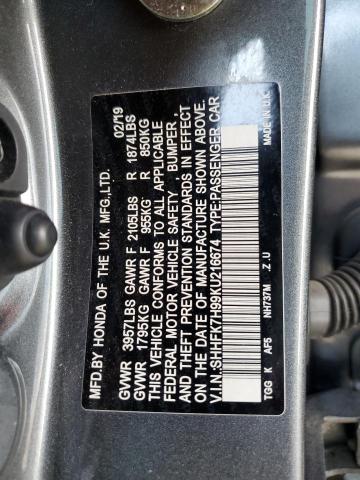 MFD.BY HONDA OF THE U.K. MFG.,LTD. 02/19
GVWR 3957LBS GAWR F 2105LBS R 1874LBS
GVWR 1795KG GAWR F 955KG R 850KG
THIS VEHICLE CONFORMS TO ALL APPLICABLE
FEDERAL MOTOR VEHICLE SAFETY, BUMPER,
AND THEFT PREVENTION STANDARDS IN EFFECT
ON THE DATE OF MANUFACTURE SHOWN ABOVE.
V.I.N.:SHHFK7H99KU216674 TYPE:PASSENGER CAR
TGG K AF5 NH737M .Z.U MADE IN U.K.